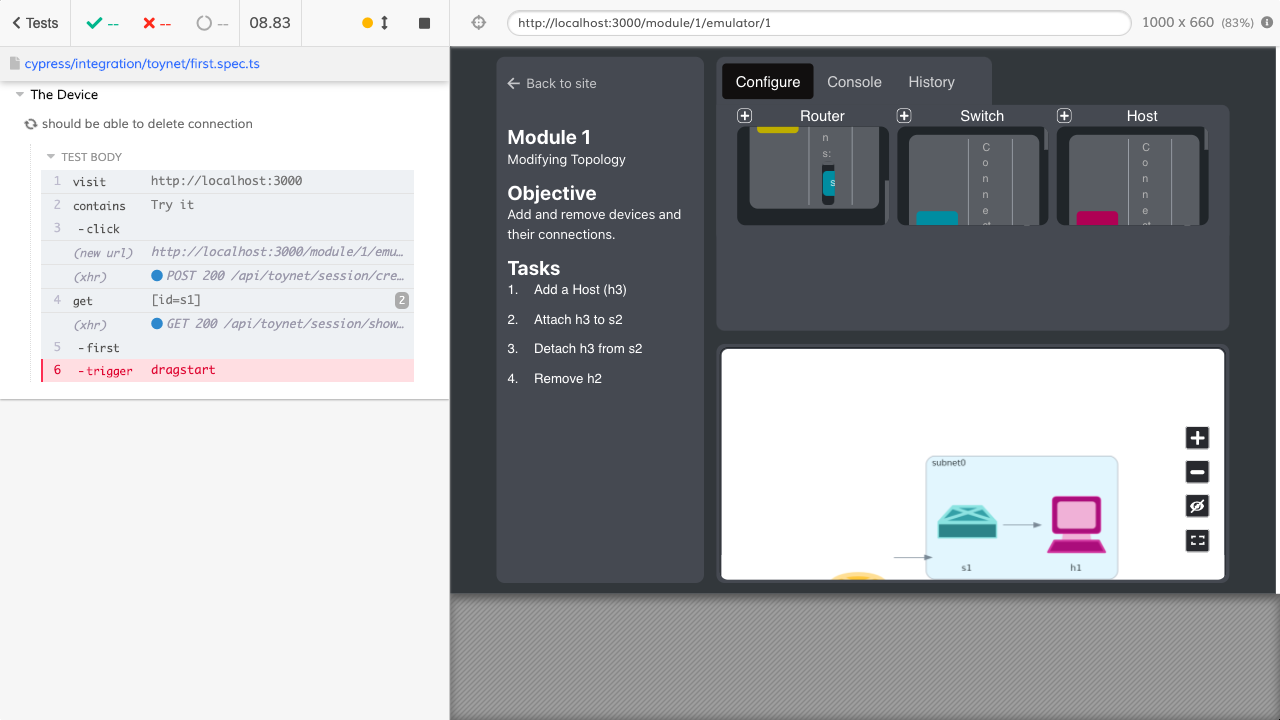 Tests
--
--
--
08.83
http://localhost:3000/module/1/emulator/1
1000 x 660 (83%)
cypress/integration/toynet/first.spec.ts
The Device
should be able to delete connection
TEST BODY
1 visit http://localhost:3000
2 contains Try it
3 -click
(new url) http://localhost:3000/module/1/emu…
(xhr) POST 200 /api/toynet/session/cre…
4 get [id=s1] 2
(xhr) GET 200 /api/toynet/session/show…
5 -first
6 -trigger dragstart
Back to site
Module 1
Modifying Topology
Objective
Add and remove devices and
their connections.
Tasks
1. Add a Host (h3)
2. Attach h3 to s2
3. Detach h3 from s2
4. Remove h2
Configure Console History
Router
n
s:
s
Switch
C
o
n
n
e
ct
Host
C
o
n
n
e
ct
subnet0
s1
h1